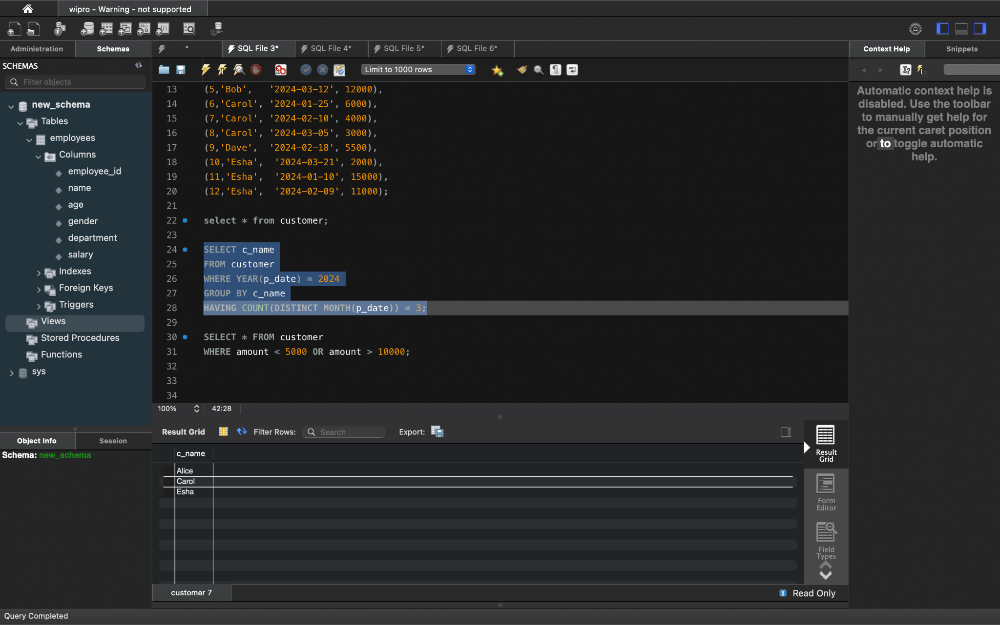 wipro - Warning - not supported
Administration
Schemas
*
SQL File 3*
SQL File 4*
SQL File 5*
SQL File 6*
Context Help
Snippets
SCHEMAS
Filter objects
Limit to 1000 rows
new_schema
Tables
employees
Columns
employee_id
name
age
gender
department
salary
Indexes
Foreign Keys
Triggers
Views
Stored Procedures
Functions
sys
Object Info
Session
Schema: new_schema
13 (5,'Bob', '2024-03-12', 12000),
14 (6,'Carol', '2024-01-25', 6000),
15 (7,'Carol', '2024-02-10', 4000),
16 (8,'Carol', '2024-03-05', 3000),
17 (9,'Dave', '2024-02-18', 5500),
18 (10,'Esha', '2024-03-21', 2000),
19 (11,'Esha', '2024-01-10', 15000),
20 (12,'Esha', '2024-02-09', 11000);
21
22 select * from customer;
23
24 SELECT c_name
25 FROM customer
26 WHERE YEAR(p_date) = 2024
27 GROUP BY c_name
28 HAVING COUNT(DISTINCT MONTH(p_date)) = 3;
29
30 SELECT * FROM customer
31 WHERE amount < 5000 OR amount > 10000;
32
33
34
100%
42:28
Automatic context help is
disabled. Use the toolbar
to manually get help for
the current caret position
or to toggle automatic
help.
Result Grid
Filter Rows:
Search
Export:
c_name
Alice
Carol
Esha
Result
Grid
Form
Editor
Field
Types
customer 7
Read Only
Query Completed